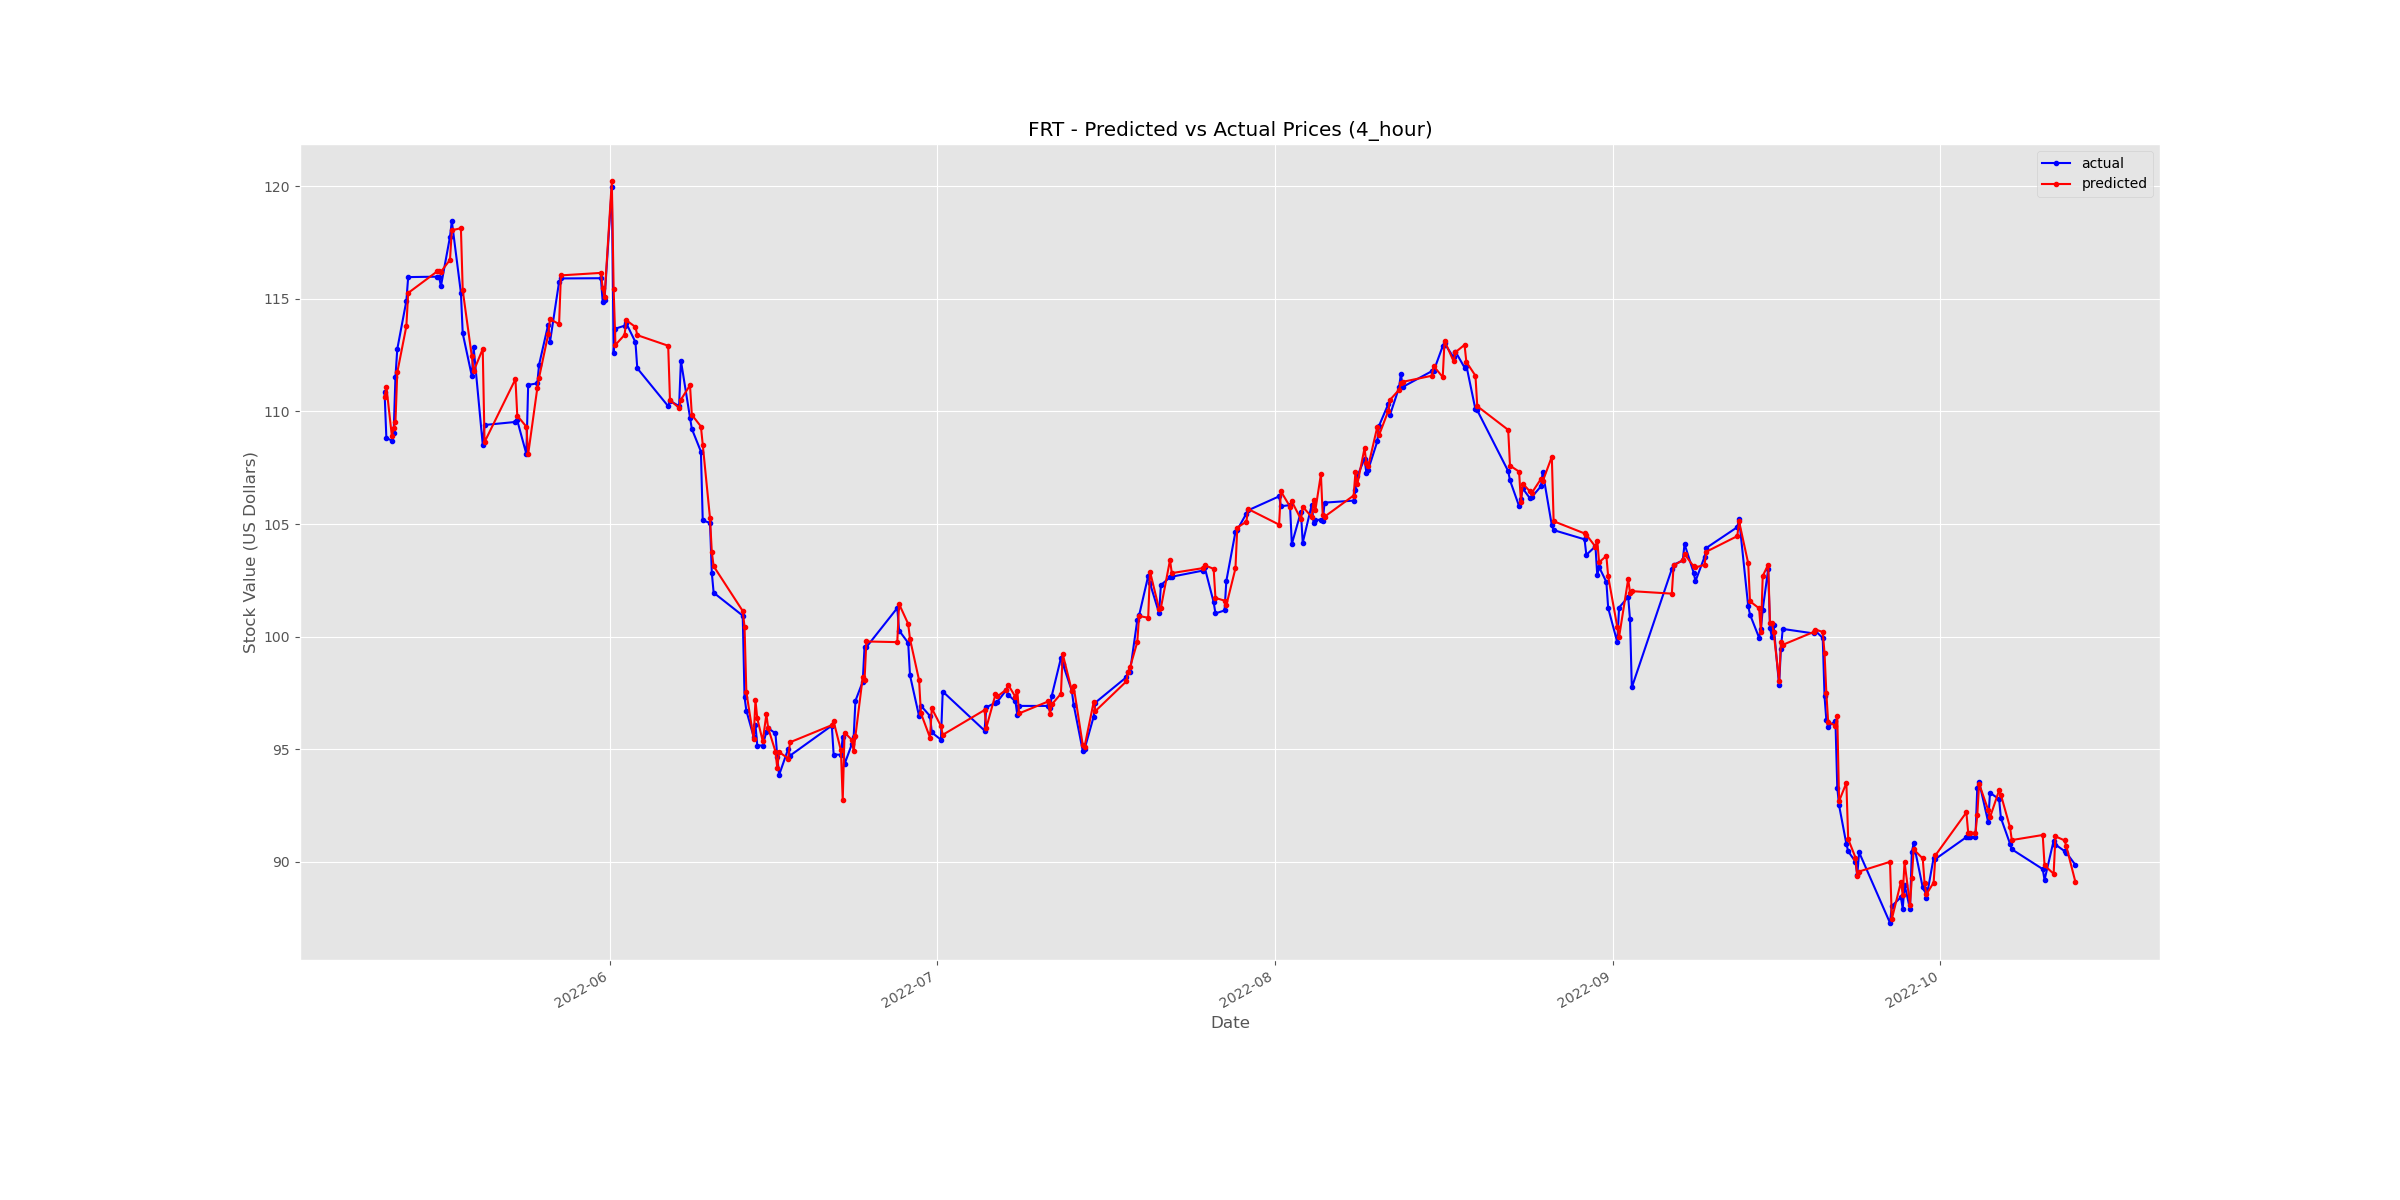 FRT - Predicted vs Actual Prices (4_hour)
actual
predicted
120
115
110
105
100
95
90
Stock Value (US Dollars)
2022-06
2022-07
2022-08
2022-09
2022-10
Date